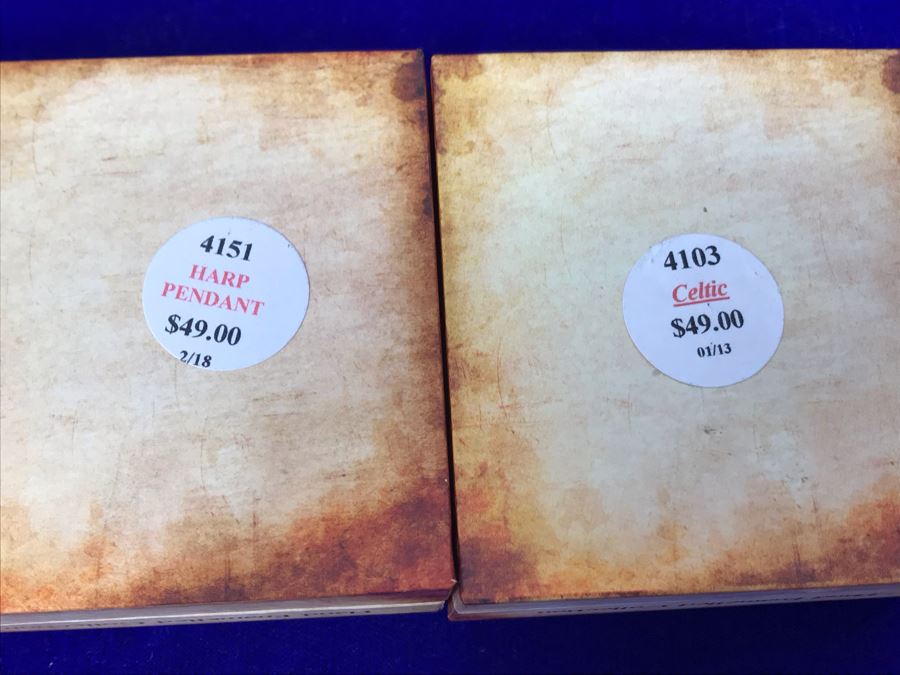 4151
HARP
PENDANT
$49.00
2/18
4103
Celtic
$49.00
01/13